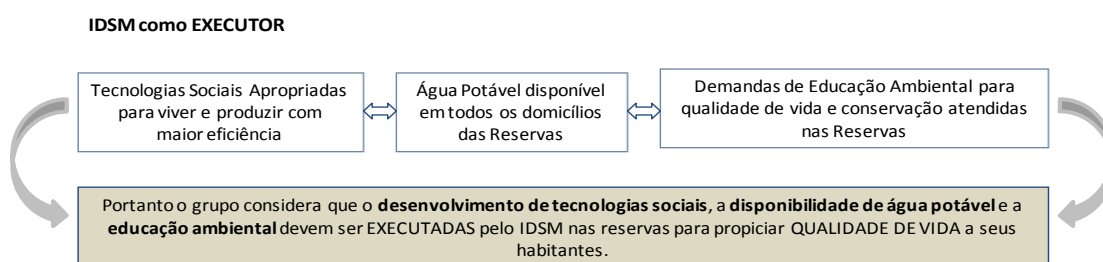 IDSM como EXECUTOR
Tecnologias Sociais Apropriadas
para viver e produzir com
maior eficiência
Água Potável disponível
em todos os domicílios
das Reservas
Demandas de Educação Ambiental para
qualidade de vida e conservação atendidas
nas Reservas
Portanto o grupo considera que o desenvolvimento de tecnologias sociais, a disponibilidade de água potável e a
educação ambiental devem ser EXECUTADAS pelo IDSM nas reservas para propiciar QUALIDADE DE VIDA a seus
habitantes.